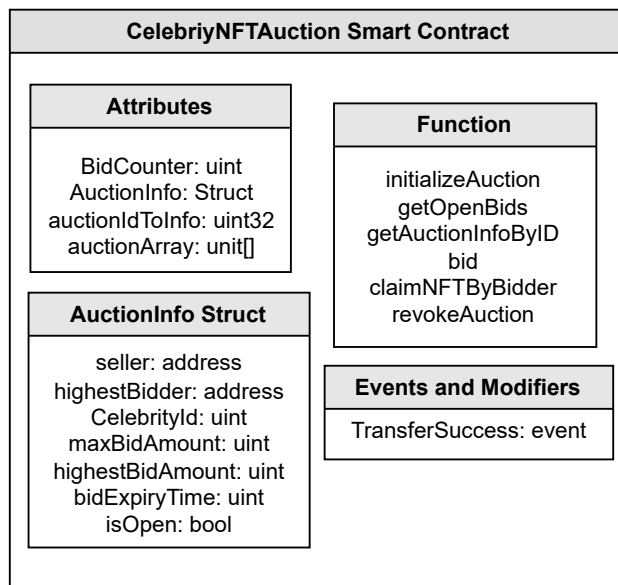 CelebriyNFTAuction Smart Contract
Attributes
BidCounter: uint
AuctionInfo: Struct
auctionIdToInfo: uint32
auctionArray: unit[]
AuctionInfo Struct
seller: address
highestBidder: address
CelebrityId: uint
maxBidAmount: uint
highestBidAmount: uint
bidExpiryTime: uint
isOpen: bool
Function
initializeAuction
getOpenBids
getAuctionInfoByID
bid
claimNFTByBidder
revokeAuction
Events and Modifiers
TransferSuccess: event